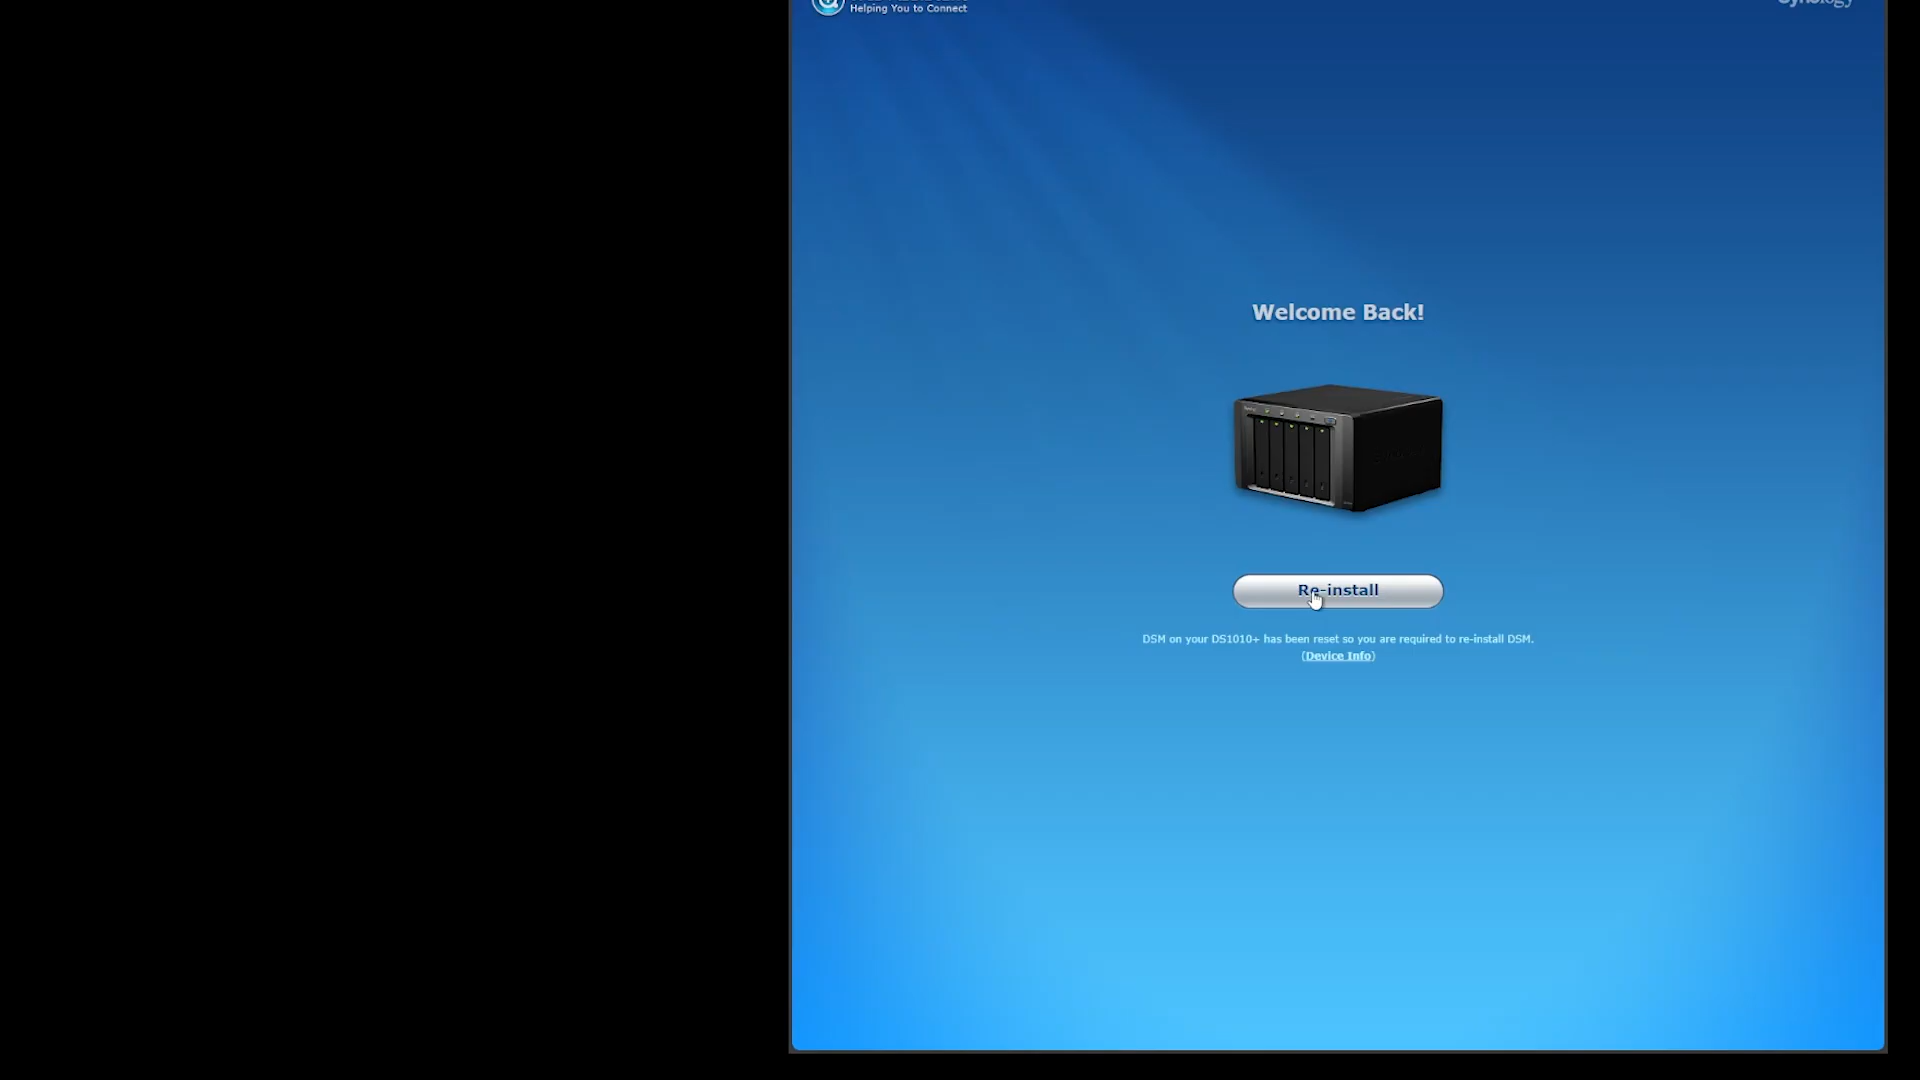 Helping You to Connect
Synology
Welcome Back!
Re-install
DSM on your DS1010+ has been reset so you are required to re-install DSM.
(Device Info)